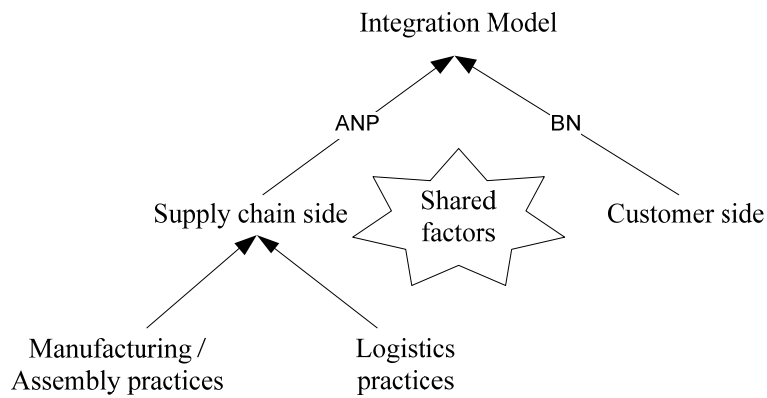 Integration Model
ANP
BN
Supply chain side
Shared
factors
Customer side
Manufacturing /
Assembly practices
Logistics
practices